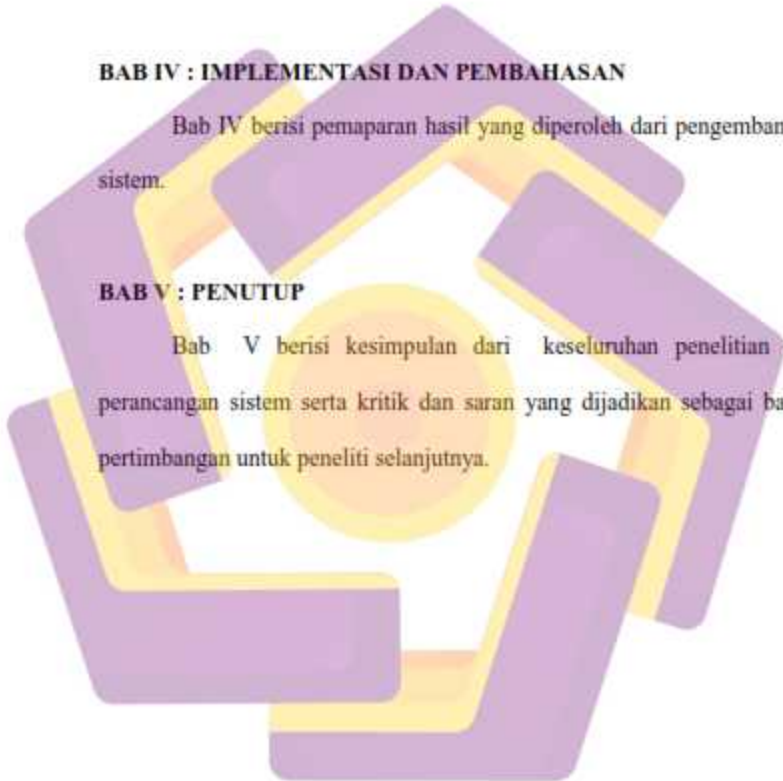 BAB IV : IMPLEMENTASI DAN PEMBAHASAN
Bab IV berisi pemaparan hasil yang diperoleh dari pengemban
sistem.
BAB V : PENUTUP
Bab V berisi kesimpulan dari keseluruhan penelitian
perancangan sistem serta kritik dan saran yang dijadikan sebagai ba
pertimbangan untuk peneliti selanjutnya.